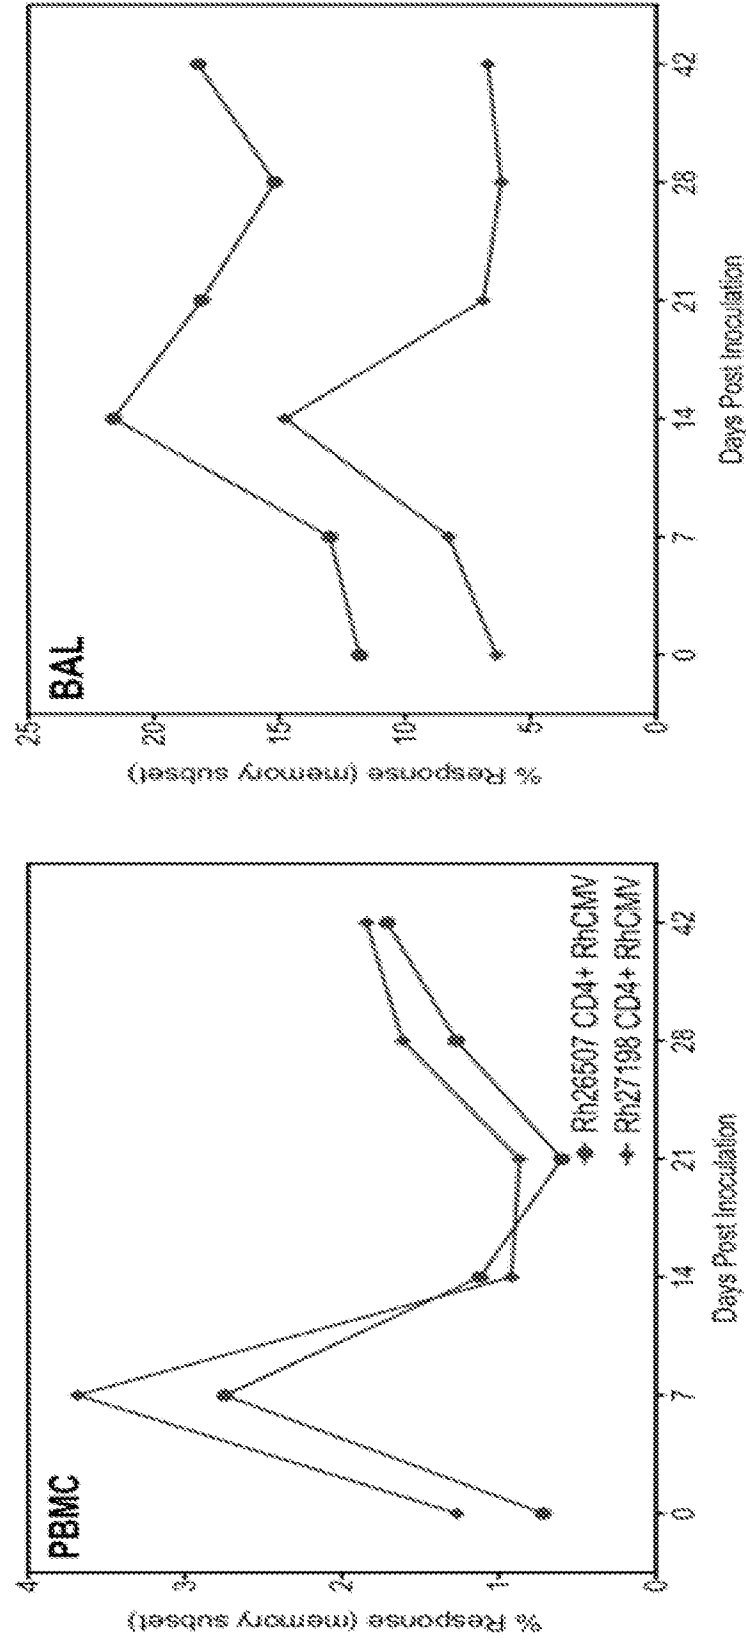 PBMC
% Response (memory subset)
4
3
2
1
0
0 7 14 21 28 42
Days Post Inoculation
Rh26507 CD4+ RhCMV
Rh27198 CD4+ RhCMV
BAL
% Response (memory subset)
25
20
15
10
5
0
0 7 14 21 28 42
Days Post Inoculation